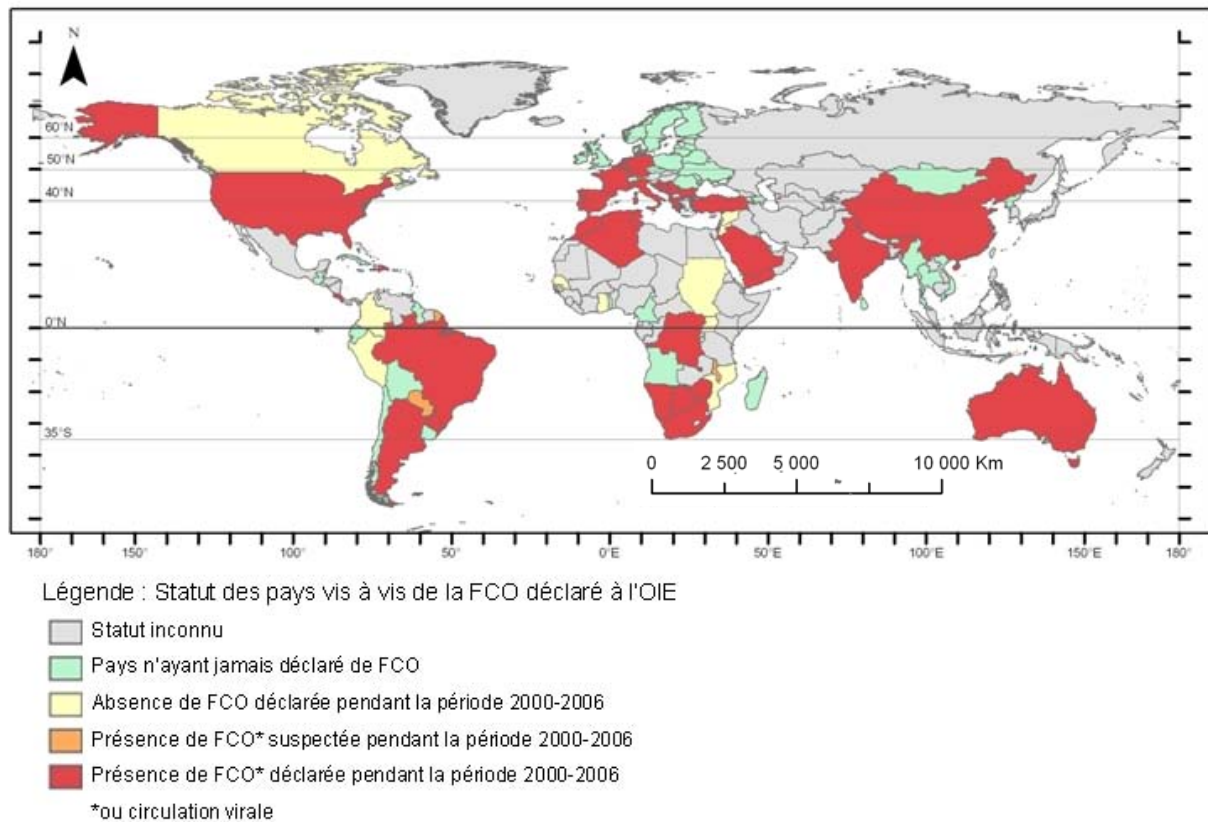 N
60°N
50°N
40°N
0°N
35°S
0 2 500 5 000 10 000 Km
180° 150° 100° 50° 0°E 50°E 100°E 150°E 180°
Légende : Statut des pays vis à vis de la FCO déclaré à l'OIE
Statut inconnu
Pays n'ayant jamais déclaré de FCO
Absence de FCO déclarée pendant la période 2000-2006
Présence de FCO* suspectée pendant la période 2000-2006
Présence de FCO* déclarée pendant la période 2000-2006
*ou circulation virale